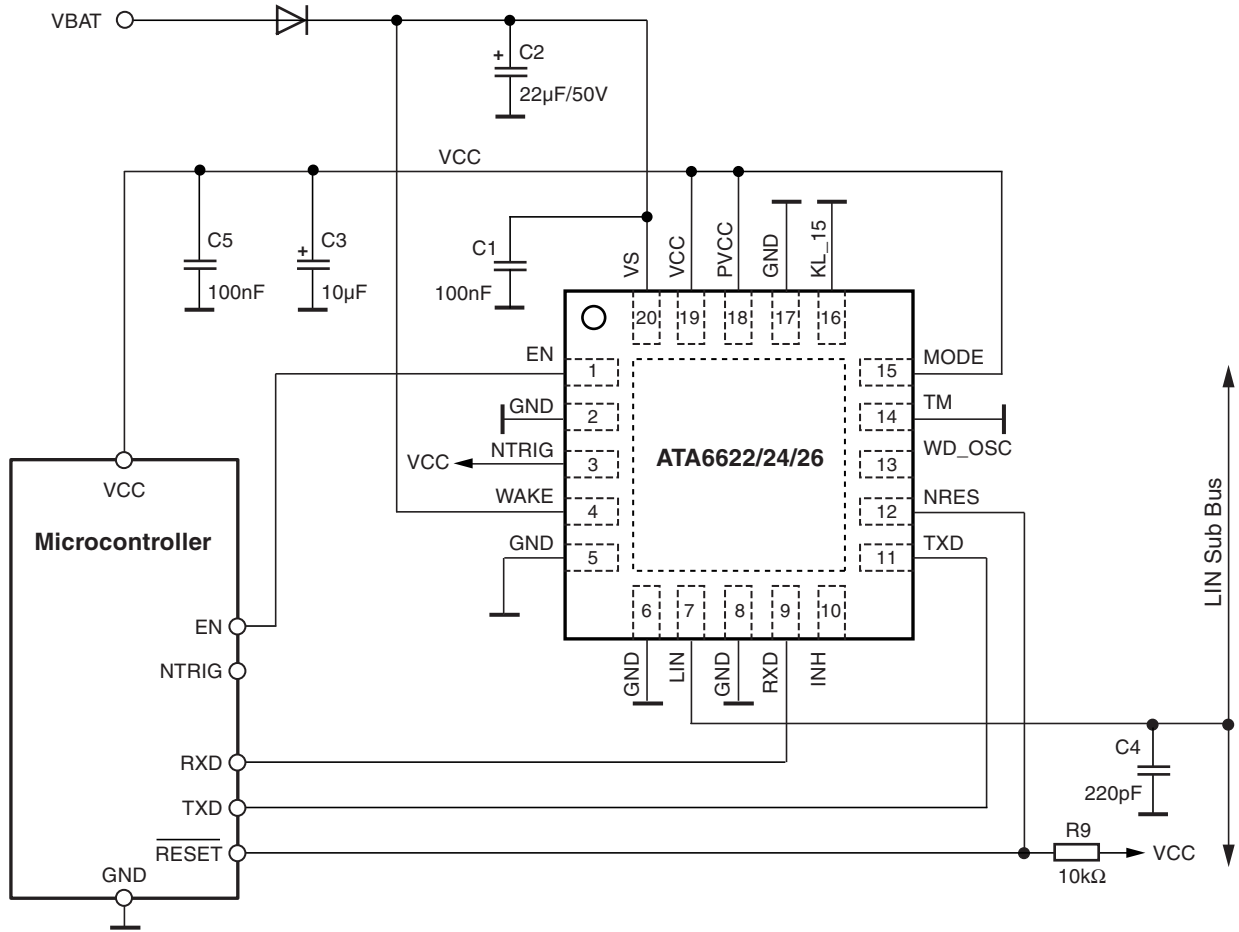 VBAT
C2
+
22µF/50V
VCC
C5
100nF
C3
+
10µF
C1
100nF
VS
VCC
PVCC
GND
KL_15
20
19
18
17
16
EN
1
GND
2
VCC
NTRIG
3
WAKE
4
GND
5
ATA6622/24/26
15
MODE
14
TM
13
WD_OSC
12
NRES
11
TXD
6
7
8
9
10
GND
LIN
GND
RXD
INH
VCC
Microcontroller
EN
NTRIG
RXD
TXD
RESET
GND
LIN Sub Bus
C4
220pF
R9
10kΩ
VCC